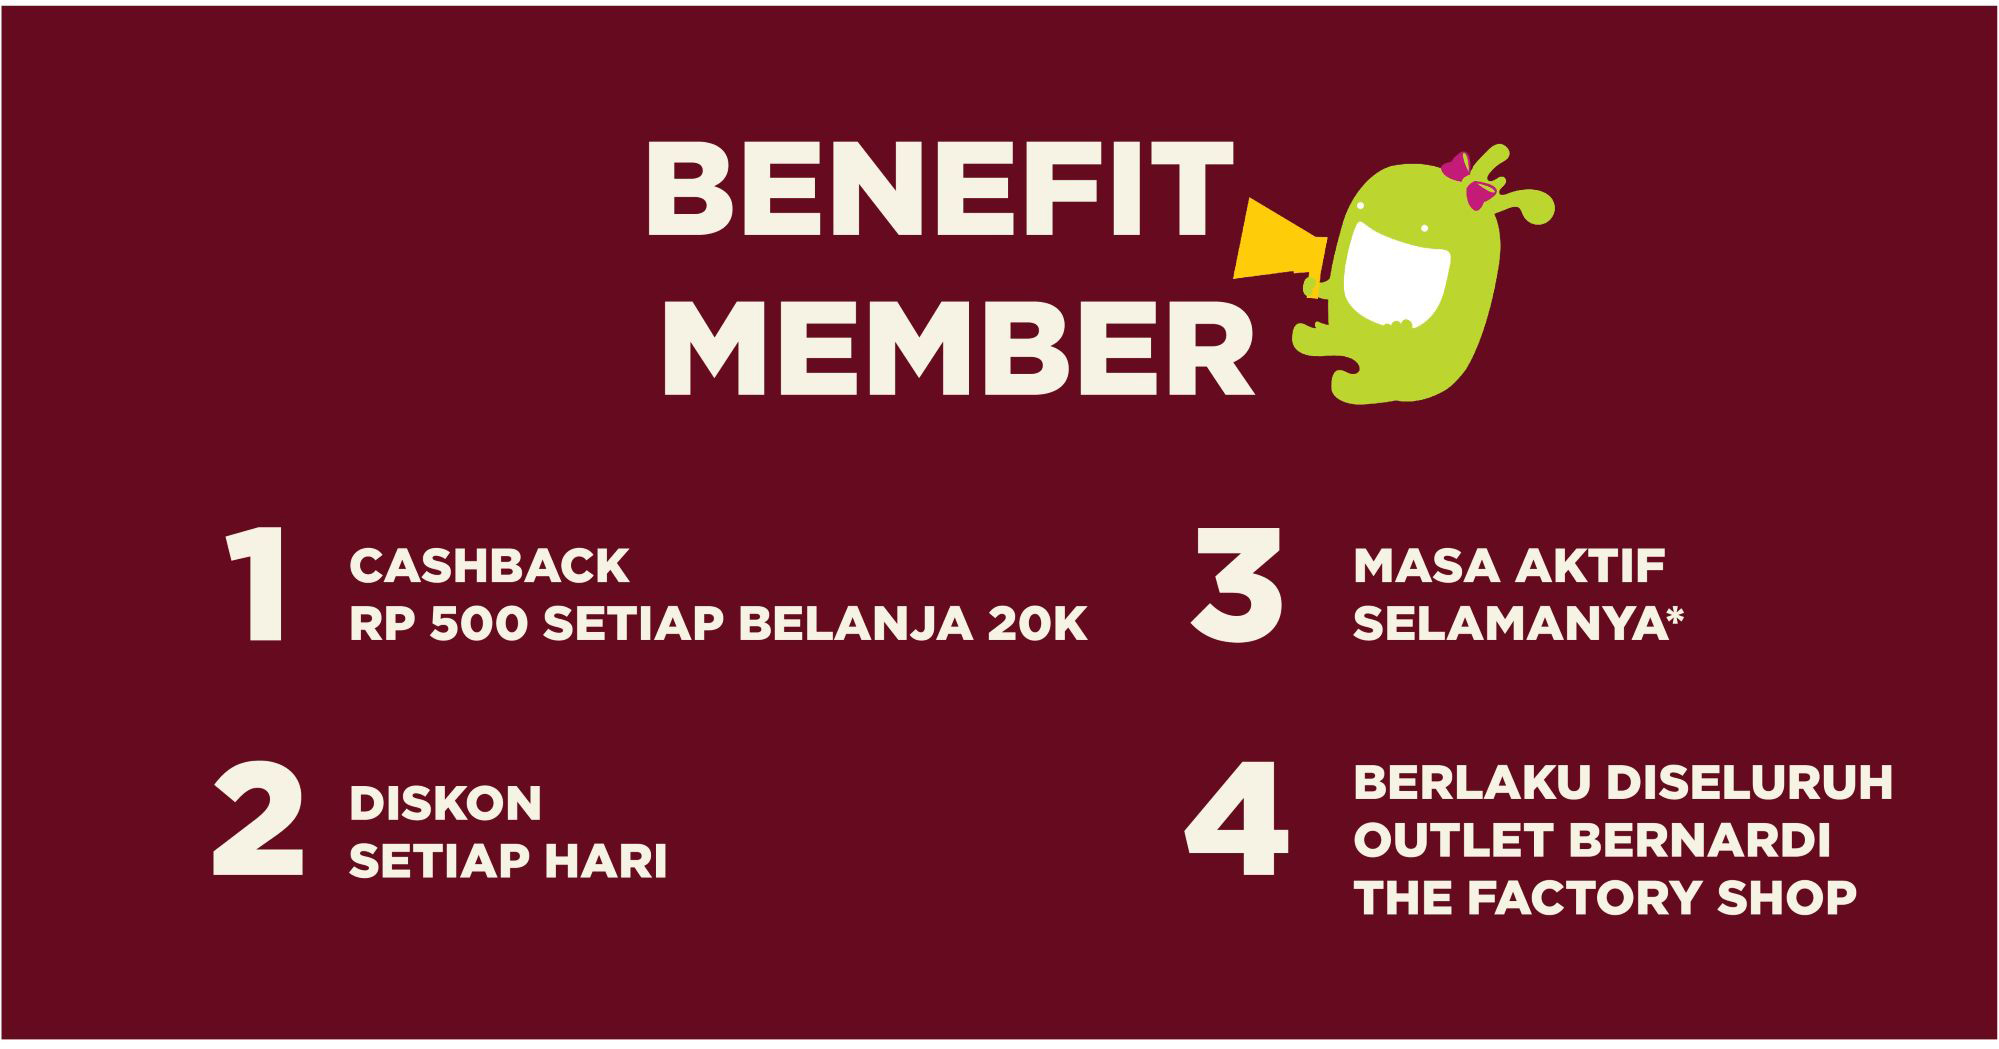 BENEFIT
MEMBER
1
CASHBACK
RP 500 SETIAP BELANJA 20K
2
DISKON
SETIAP HARI
3
MASA AKTIF
SELAMANYA*
4
BERLAKU DISELURUH
OUTLET BERNARDI
THE FACTORY SHOP